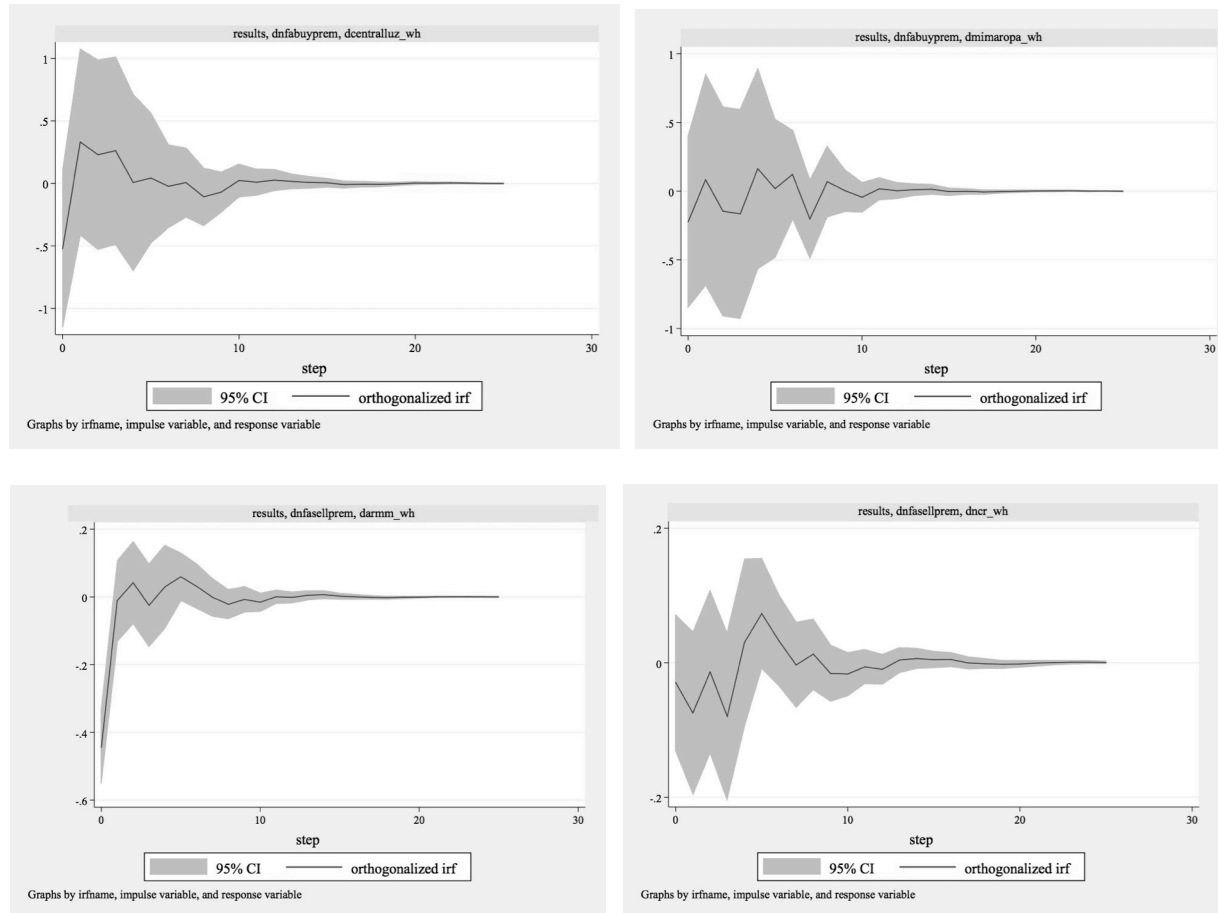 results, dnfabuyprem, dcentralluz_wh
1
.5
0
-.5
-1
0 10 20 30
step
95% CI orthogonalized irf
Graphs by irfname, impulse variable, and response variable
results, dnfabuyprem, dmimaropa_wh
1
.5
0
-.5
-1
0 10 20 30
step
95% CI orthogonalized irf
Graphs by irfname, impulse variable, and response variable
results, dnfasellprem, darmm_wh
.2
0
-.2
-.4
-.6
0 10 20 30
step
95% CI orthogonalized irf
Graphs by irfname, impulse variable, and response variable
results, dnfasellprem, dncr_wh
.2
0
-.2
0 10 20 30
step
95% CI orthogonalized irf
Graphs by irfname, impulse variable, and response variable